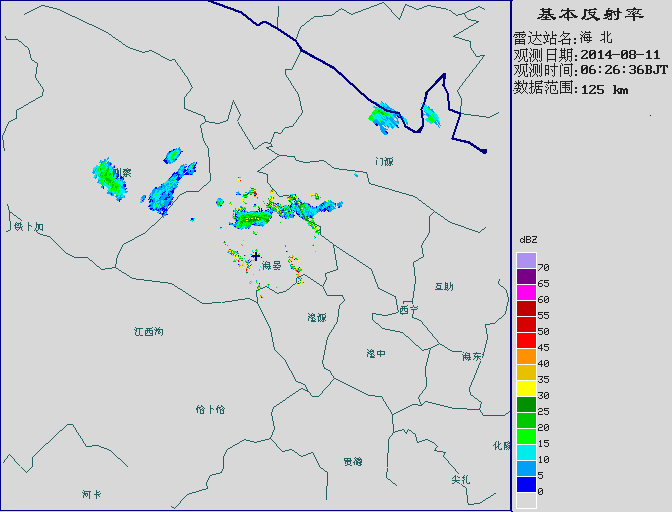 基本反射率
雷达站名:海 北
观测日期:2014-08-11
观测时间:06:26:36BJT
数据范围:125 km
门源
刚察
铁卜加
海晏
互助
西宁
湟源
江西沟
湟中
海东
恰卜恰
化隆
贵德
尖扎
河卡
dBZ
70
65
60
55
50
45
40
35
30
25
20
15
10
5
0